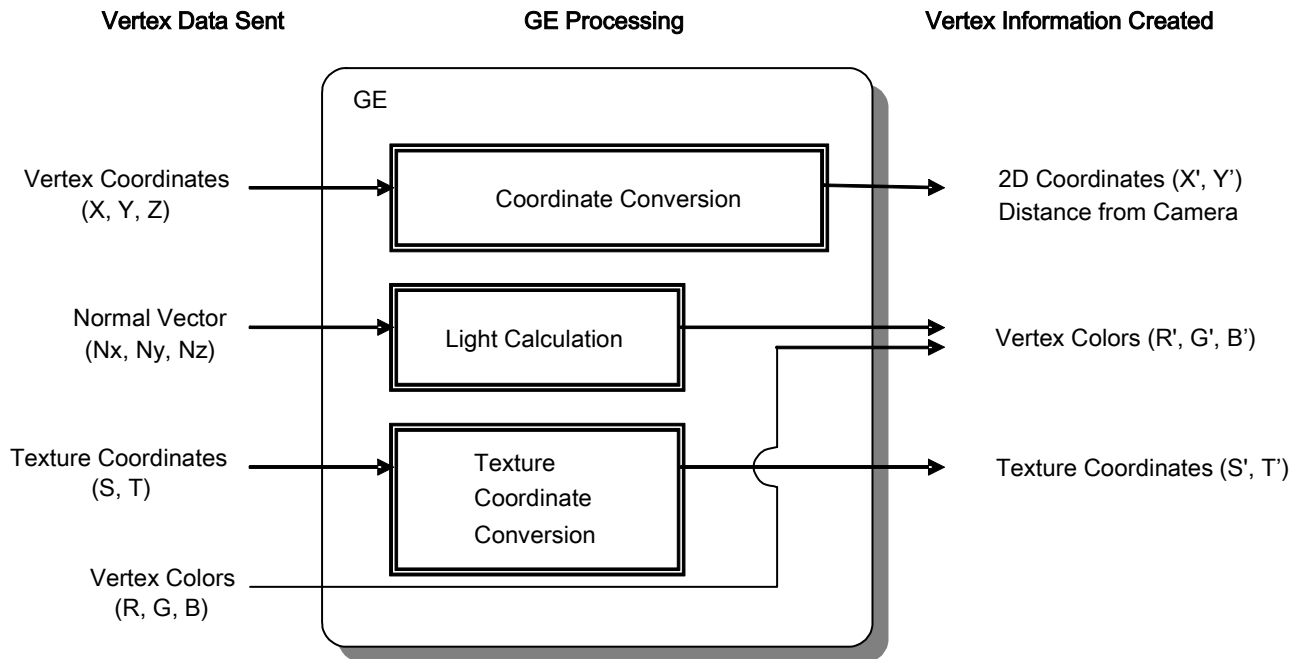 Vertex Data Sent
GE Processing
Vertex Information Created
GE
Vertex Coordinates
(X, Y, Z)
Coordinate Conversion
2D Coordinates (X', Y’)
Distance from Camera
Normal Vector
(Nx, Ny, Nz)
Light Calculation
Vertex Colors (R', G', B’)
Texture Coordinates
(S, T)
Texture
Coordinate
Conversion
Texture Coordinates (S', T’)
Vertex Colors
(R, G, B)